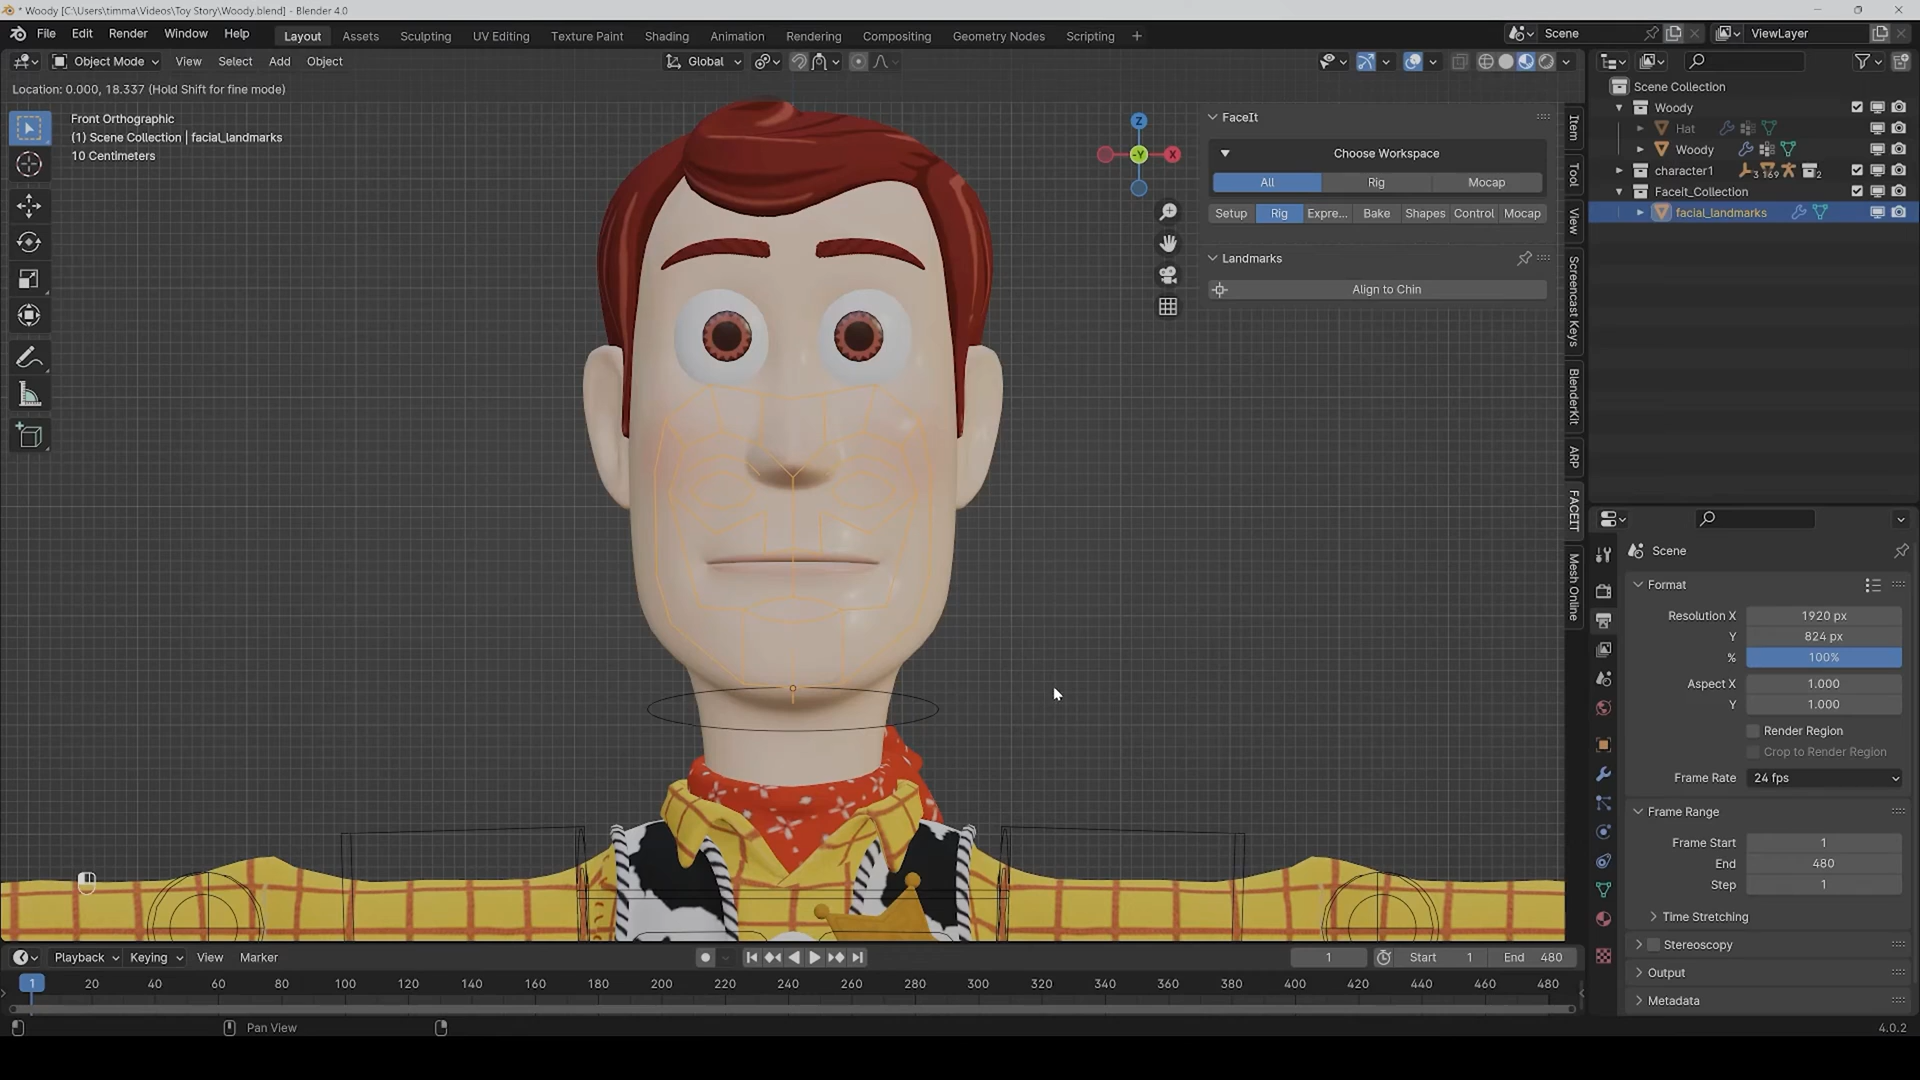 * Woody [C:\Users\timma\Videos\Toy Story\Woody.blend] - Blender 4.0
File Edit Render Window Help
Layout Assets Sculpting UV Editing Texture Paint Shading Animation Rendering Compositing Geometry Nodes Scripting +
Scene
ViewLayer
Object Mode View Select Add Object
Global
Location: 0.000, 18.337 (Hold Shift for fine mode)
Front Orthographic
(1) Scene Collection | facial_landmarks
10 Centimeters
Z
-Y
X
FaceIt
Choose Workspace
All Rig Mocap
Setup Rig Expre... Bake Shapes Control Mocap
Landmarks
Align to Chin
Item
Tool
View
Screencast Keys
BlenderKit
ARP
FACEIT
Mesh Online
Scene Collection
Woody
Hat
Woody
character1 3 169 2
Faceit_Collection
facial_landmarks
Scene
Format
Resolution X 1920 px
Y 824 px
% 100%
Aspect X 1.000
Y 1.000
Render Region
Crop to Render Region
Frame Rate 24 fps
Frame Range
Frame Start 1
End 480
Step 1
Time Stretching
Stereoscopy
Output
Metadata
Playback Keying View Marker
1 Start 1 End 480
1 20 40 60 80 100 120 140 160 180 200 220 240 260 280 300 320 340 360 380 400 420 440 460 480
Pan View
4.0.2